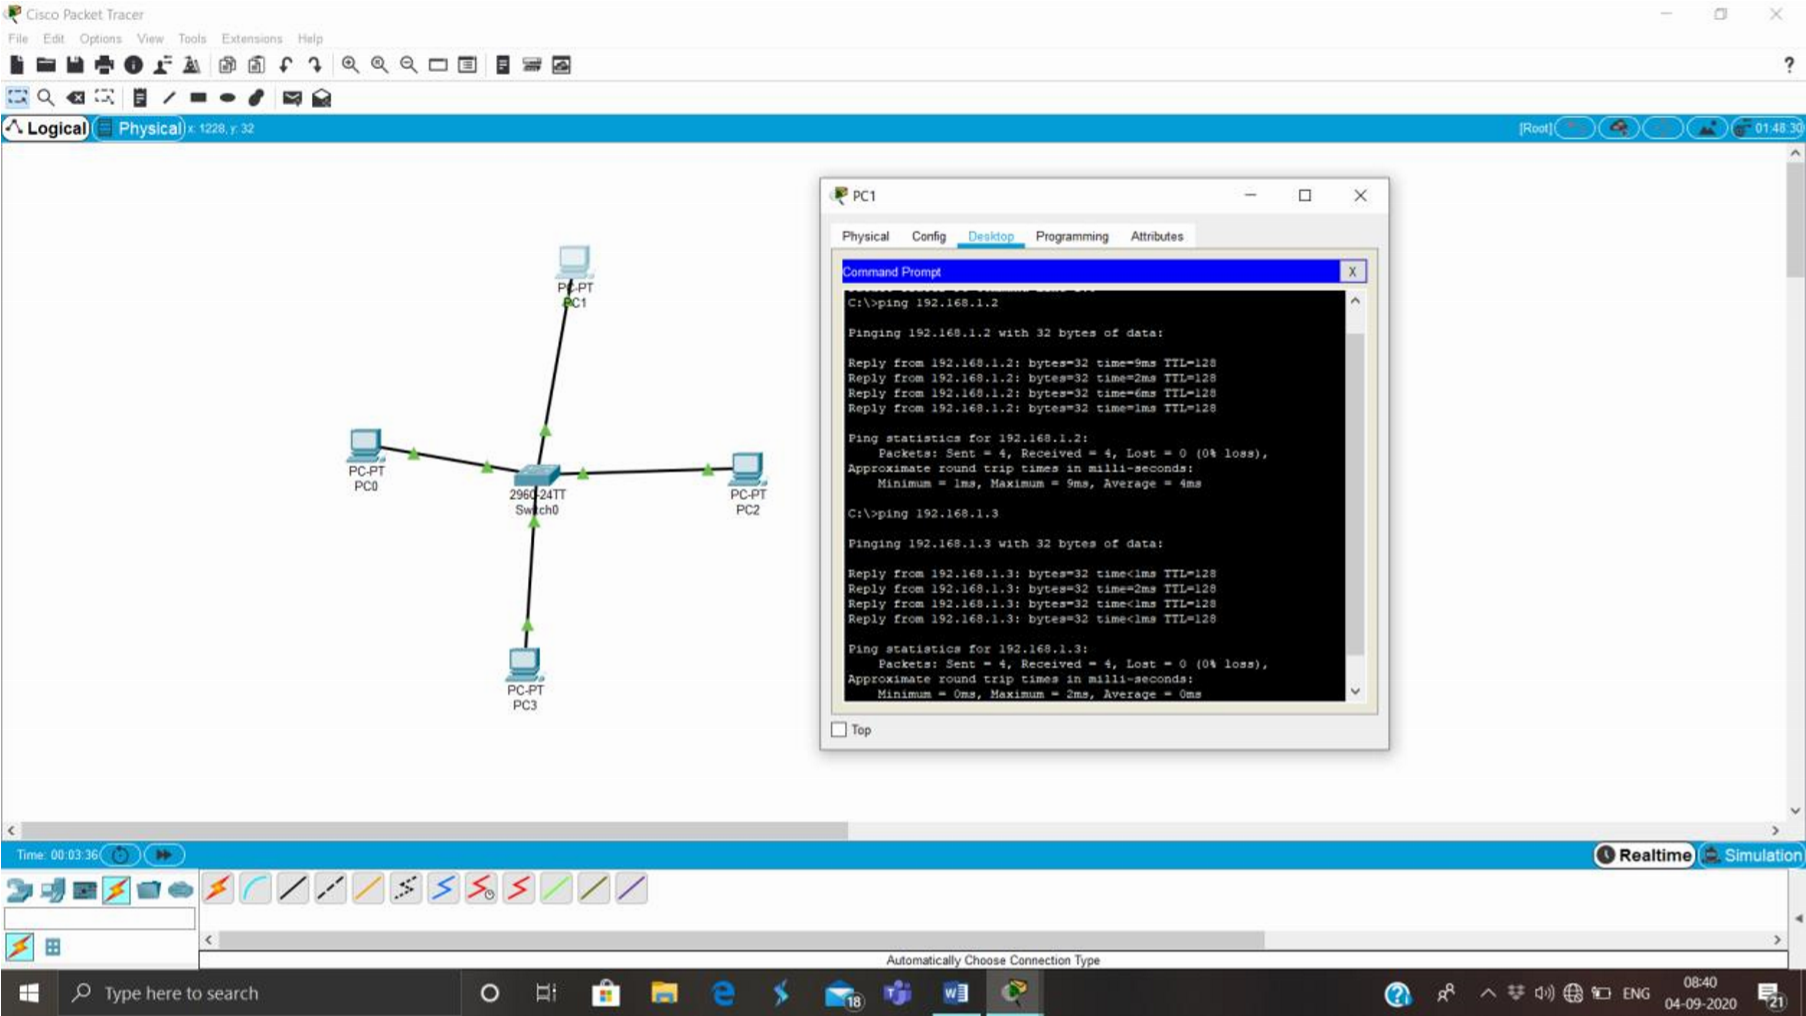 Cisco Packet Tracer
File Edit Options View Tools Extensions Help
?
Logical Physical x: 1228, y: 32
[Root] 01:48:30
PC-PT
PC1
PC-PT
PC0
2960-24TT
Switch0
PC-PT
PC2
PC-PT
PC3
PC1
Physical Config Desktop Programming Attributes
Command Prompt X
C:\>ping 192.168.1.2
Pinging 192.168.1.2 with 32 bytes of data:
Reply from 192.168.1.2: bytes=32 time=9ms TTL=128
Reply from 192.168.1.2: bytes=32 time=2ms TTL=128
Reply from 192.168.1.2: bytes=32 time=6ms TTL=128
Reply from 192.168.1.2: bytes=32 time=1ms TTL=128
Ping statistics for 192.168.1.2:
Packets: Sent = 4, Received = 4, Lost = 0 (0% loss),
Approximate round trip times in milli-seconds:
Minimum = 1ms, Maximum = 9ms, Average = 4ms
C:\>ping 192.168.1.3
Pinging 192.168.1.3 with 32 bytes of data:
Reply from 192.168.1.3: bytes=32 time<1ms TTL=128
Reply from 192.168.1.3: bytes=32 time=2ms TTL=128
Reply from 192.168.1.3: bytes=32 time<1ms TTL=128
Reply from 192.168.1.3: bytes=32 time<1ms TTL=128
Ping statistics for 192.168.1.3:
Packets: Sent = 4, Received = 4, Lost = 0 (0% loss),
Approximate round trip times in milli-seconds:
Minimum = 0ms, Maximum = 2ms, Average = 0ms
Top
Time: 00:03:36
Realtime Simulation
Automatically Choose Connection Type
Type here to search
18
ENG
08:40
04-09-2020
21